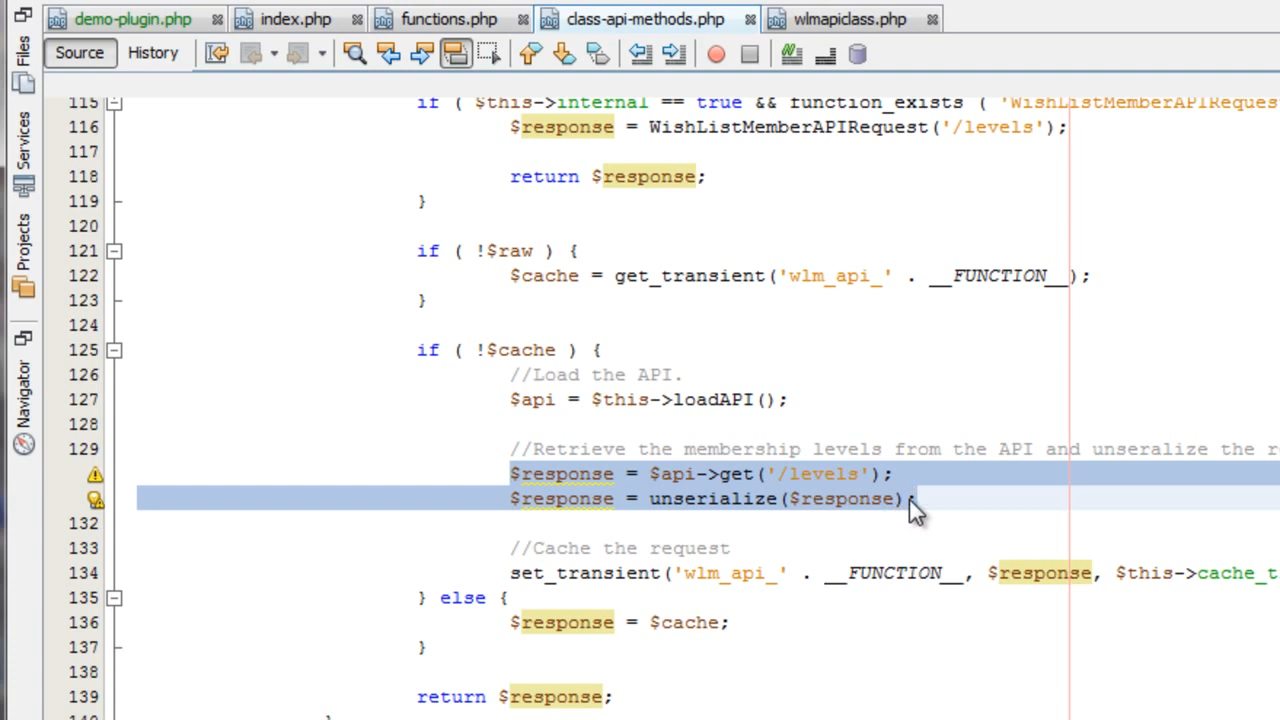 demo-plugin.php index.php functions.php class-api-methods.php wlmapiclass.php
Source History
Files
Services
Projects
Navigator
115 if ( $this->internal == true && function_exists ( 'WishListMemberAPIReques
116 $response = WishListMemberAPIRequest('/levels');
117
118 return $response;
119 }
120
121 if ( !$raw ) {
122 $cache = get_transient('wlm_api_' . __FUNCTION__);
123 }
124
125 if ( !$cache ) {
126 //Load the API.
127 $api = $this->loadAPI();
128
129 //Retrieve the membership levels from the API and unseralize the r
$response = $api->get('/levels');
$response = unserialize($response);
132
133 //Cache the request
134 set_transient('wlm_api_' . __FUNCTION__, $response, $this->cache_t
135 } else {
136 $response = $cache;
137 }
138
139 return $response;